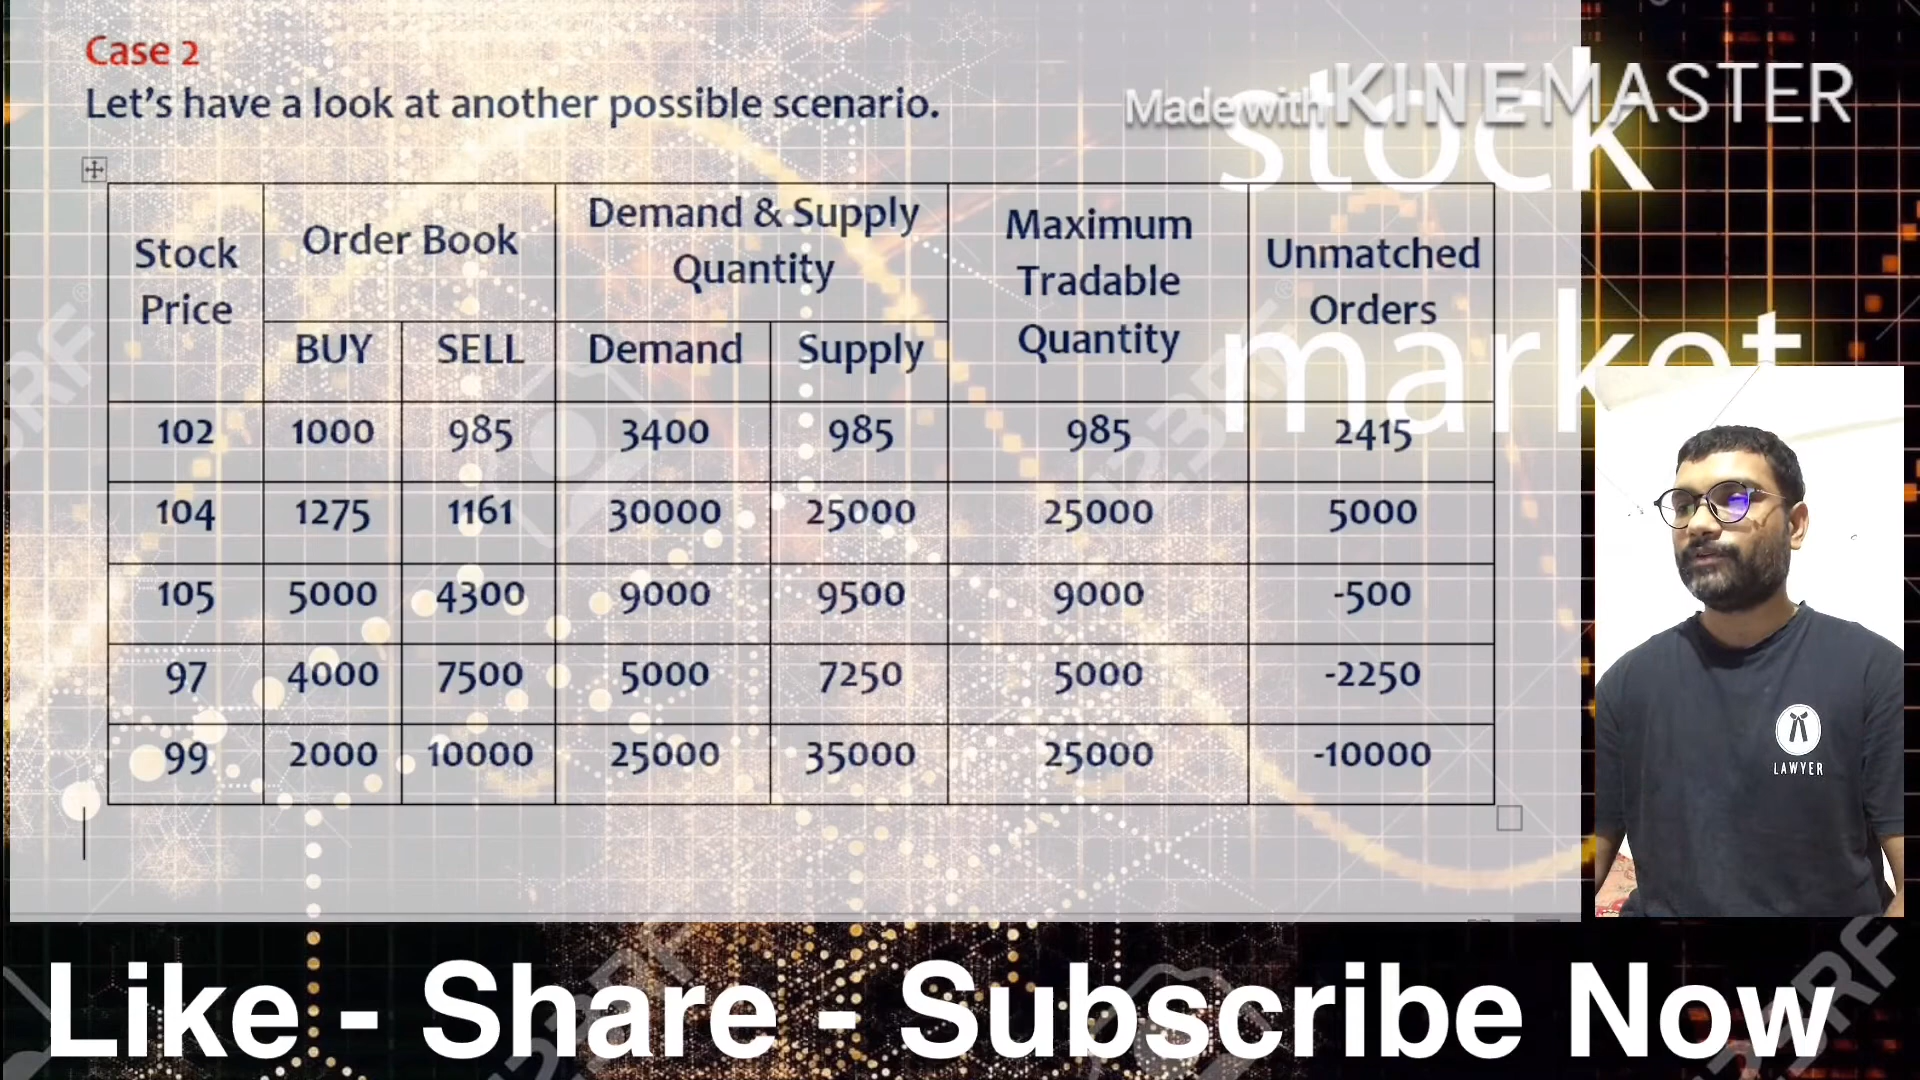 Case 2
Let's have a look at another possible scenario.
Made with KINEMASTER
stock
market
Stock Price | Order Book | Demand & Supply Quantity | Maximum Tradable Quantity | Unmatched Orders
BUY | SELL | Demand | Supply
102 | 1000 | 985 | 3400 | 985 | 985 | 2415
104 | 1275 | 1161 | 30000 | 25000 | 25000 | 5000
105 | 5000 | 4300 | 9000 | 9500 | 9000 | -500
97 | 4000 | 7500 | 5000 | 7250 | 5000 | -2250
99 | 2000 | 10000 | 25000 | 35000 | 25000 | -10000
LAWYER
123RF
Like - Share - Subscribe Now